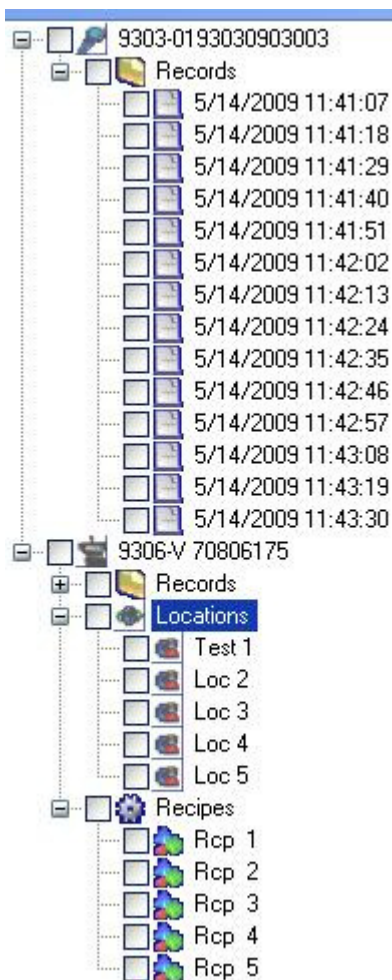 9303-0193030903003
Records
5/14/2009 11:41:07
5/14/2009 11:41:18
5/14/2009 11:41:29
5/14/2009 11:41:40
5/14/2009 11:41:51
5/14/2009 11:42:02
5/14/2009 11:42:13
5/14/2009 11:42:24
5/14/2009 11:42:35
5/14/2009 11:42:46
5/14/2009 11:42:57
5/14/2009 11:43:08
5/14/2009 11:43:19
5/14/2009 11:43:30
9306-V 70806175
Records
Locations
Test 1
Loc 2
Loc 3
Loc 4
Loc 5
Recipes
Rcp 1
Rcp 2
Rcp 3
Rcp 4
Rcp 5